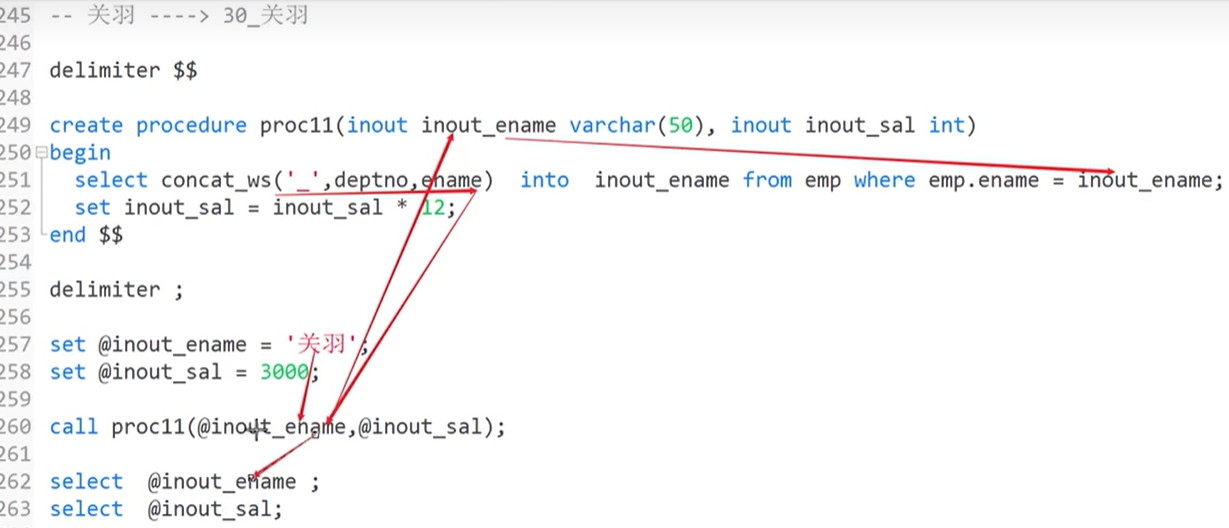 245 -- 关羽 ----> 30_关羽
246
247 delimiter $$
248
249 create procedure proc11(inout inout_ename varchar(50), inout inout_sal int)
250 begin
251 select concat_ws('_',deptno,ename) into inout_ename from emp where emp.ename = inout_ename;
252 set inout_sal = inout_sal * 12;
253 end $$
254
255 delimiter ;
256
257 set @inout_ename = '关羽';
258 set @inout_sal = 3000;
259
260 call proc11(@inout_ename,@inout_sal);
261
262 select @inout_ename ;
263 select @inout_sal;